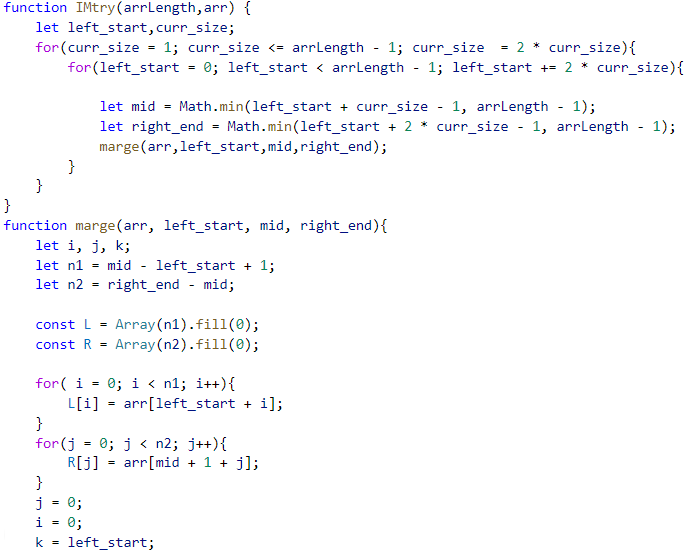 function IMtry(arrLength,arr) {
    let left_start,curr_size;
    for(curr_size = 1; curr_size <= arrLength - 1; curr_size  = 2 * curr_size){
        for(left_start = 0; left_start < arrLength - 1; left_start += 2 * curr_size){

            let mid = Math.min(left_start + curr_size - 1, arrLength - 1);
            let right_end = Math.min(left_start + 2 * curr_size - 1, arrLength - 1);
            marge(arr,left_start,mid,right_end);
        }
    }
}
function marge(arr, left_start, mid, right_end){
    let i, j, k;
    let n1 = mid - left_start + 1;
    let n2 = right_end - mid;

    const L = Array(n1).fill(0);
    const R = Array(n2).fill(0);

    for( i = 0; i < n1; i++){
        L[i] = arr[left_start + i];
    }
    for(j = 0; j < n2; j++){
        R[j] = arr[mid + 1 + j];
    }
    j = 0;
    i = 0;
    k = left_start;